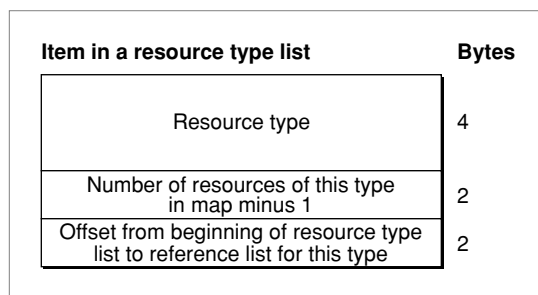 Item in a resource type list Bytes
Resource type 4
Number of resources of this type
in map minus 1 2
Offset from beginning of resource type
list to reference list for this type 2